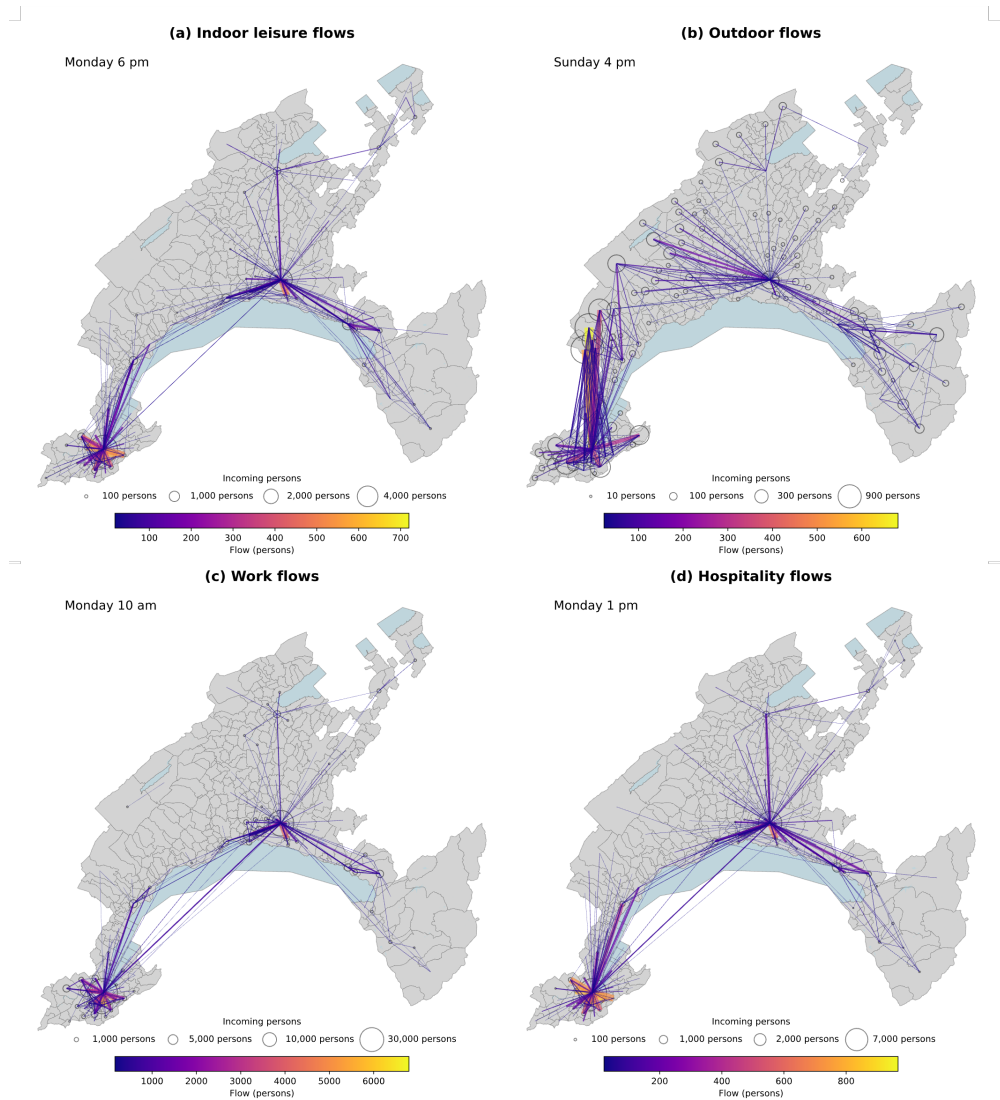 (a) Indoor leisure flows
(b) Outdoor flows
Monday 6 pm
Sunday 4 pm
Incoming persons
100 persons 1,000 persons 2,000 persons 4,000 persons
100 200 300 400 500 600 700
Flow (persons)
Incoming persons
10 persons 100 persons 300 persons 900 persons
100 200 300 400 500 600
Flow (persons)
(c) Work flows
(d) Hospitality flows
Monday 10 am
Monday 1 pm
Incoming persons
1,000 persons 5,000 persons 10,000 persons 30,000 persons
1000 2000 3000 4000 5000 6000
Flow (persons)
Incoming persons
100 persons 1,000 persons 2,000 persons 7,000 persons
200 400 600 800
Flow (persons)